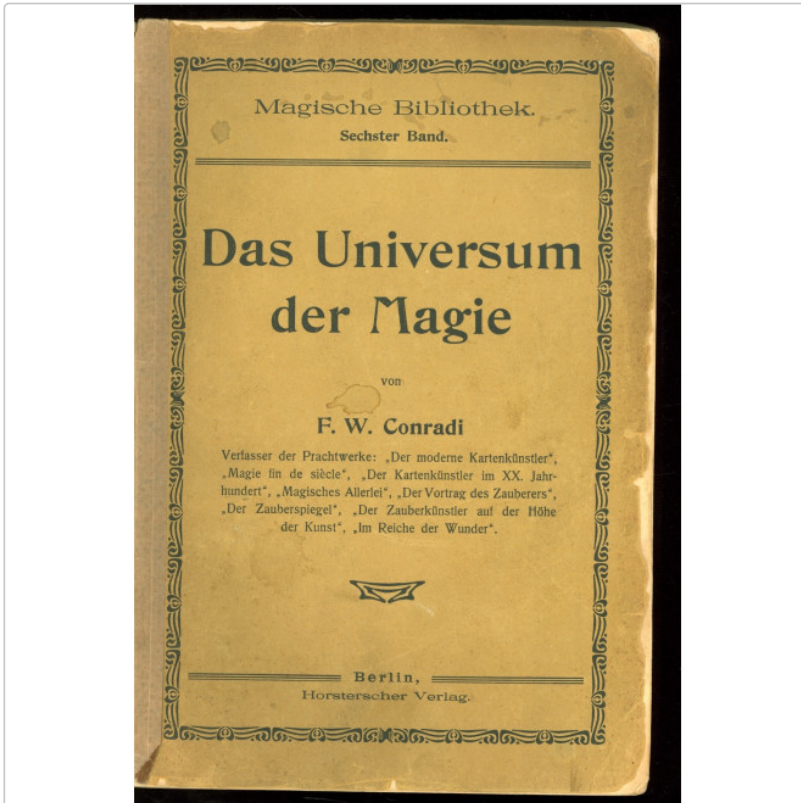 Magische Bibliothek.
Sechster Band.
Das Universum
der Magie
von
F. W. Conradi
Verfasser der Prachtwerke: „Der moderne Kartenkünstler“,
„Magie fin de siècle“, „Der Kartenkünstler im XX. Jahr-
hundert“, „Magisches Allerlei“, „Der Vortrag des Zauberers“,
„Der Zauberspiegel“, „Der Zauberkünstler auf der Höhe
der Kunst“, „Im Reiche der Wunder“.
Berlin,
Horsterscher Verlag.